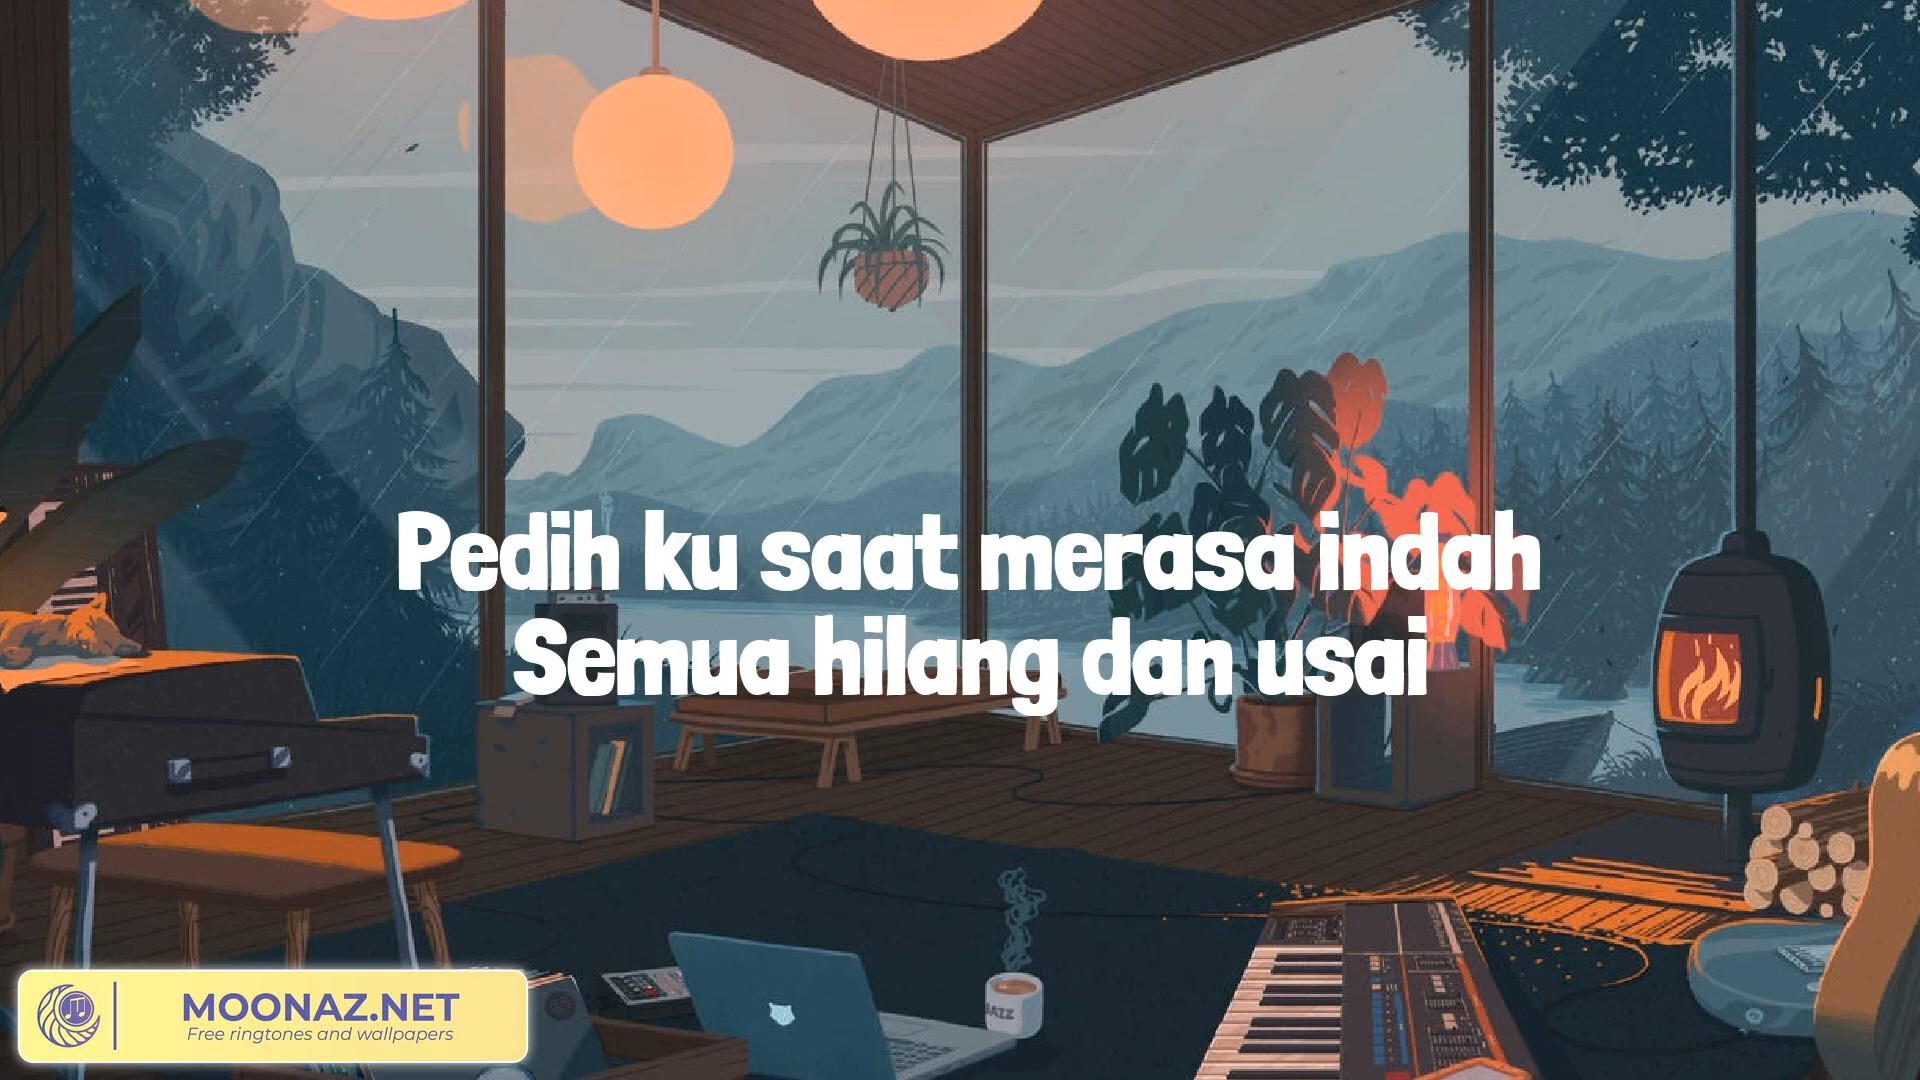 Pedih ku saat merasa indah
Semua hilang dan usai
JAZZ
MOONAZ.NET
Free ringtones and wallpapers